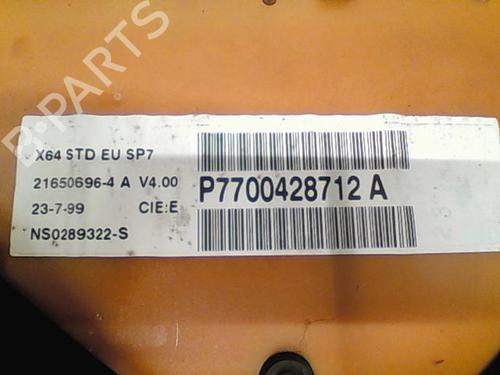 B-PARTS
X64 STD EU SP7
21650696-4 A V4.00
23-7-99 CIE:E
NS0289322-S
P7700428712 A